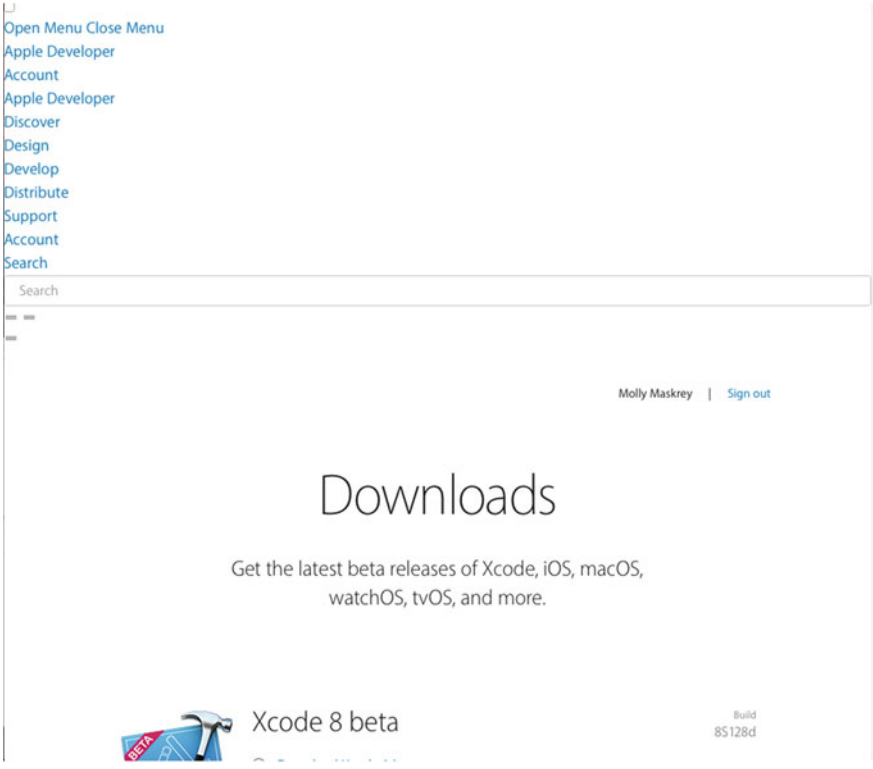 Open Menu Close Menu
Apple Developer
Account
Apple Developer
Discover
Design
Develop
Distribute
Support
Account
Search
Search
Molly Maskrey | Sign out
Downloads
Get the latest beta releases of Xcode, iOS, macOS,
watchOS, tvOS, and more.
BETA
Xcode 8 beta
Build
8S128d